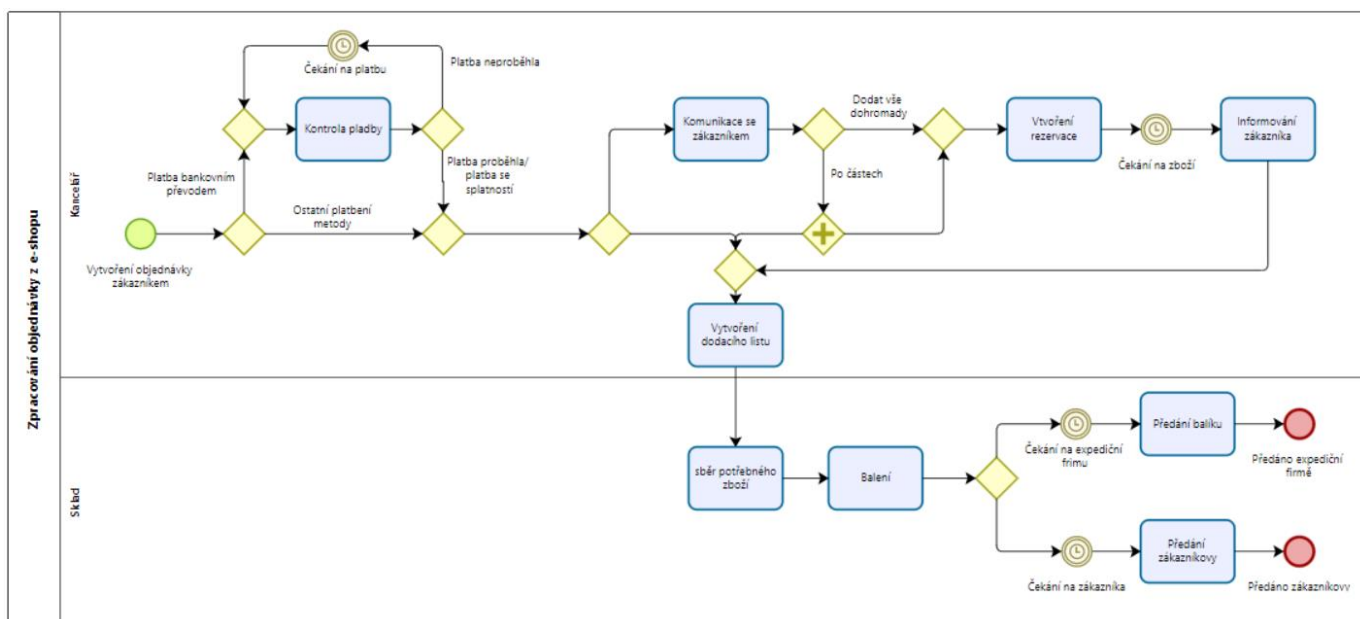 Zpracování objednávky z e-shopu
Kancelář
Čekání na platbu
Platba neproběhla
Kontrola pladby
Platba bankovním
převodem
Platba proběhla/
platba se
splatností
Ostatní platbení
metody
Vytvoření objednávky
zákazníkem
Komunikace se
zákazníkem
Dodat vše
dohromady
Po částech
Vtvoření
rezervace
Čekání na zboží
Informování
zákazníka
Vytvoření
dodacího listu
Sklad
sběr potřebného
zboží
Balení
Čekání na expediční
frimu
Předání balíku
Předáno expediční
firmě
Čekání na zákazníka
Předání
zákazníkovy
Předáno zákazníkovy